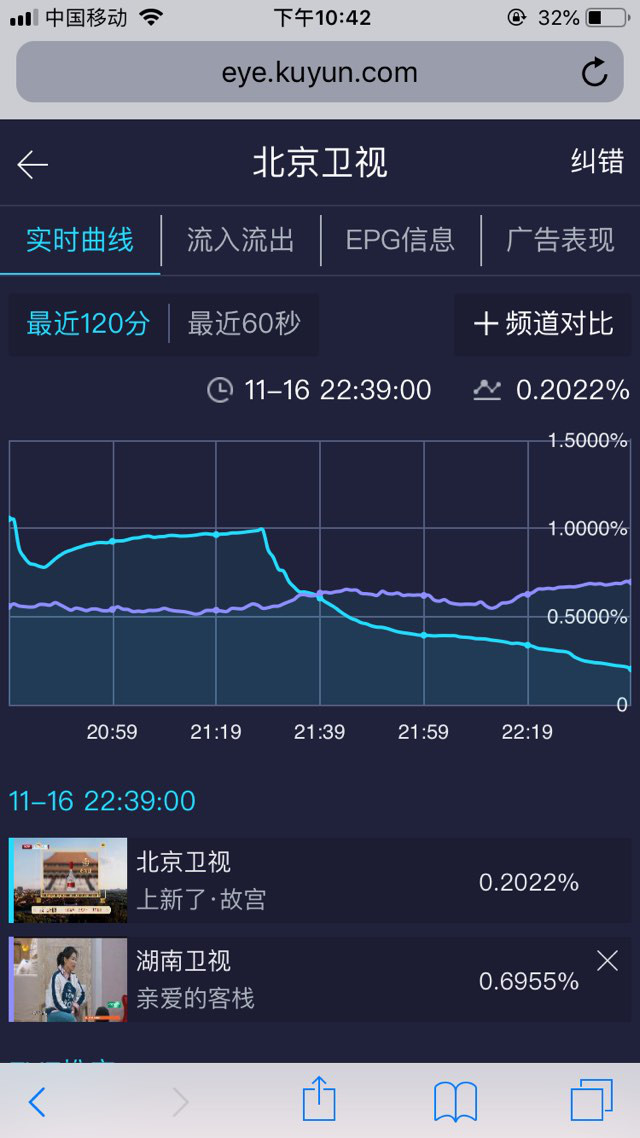 中国移动 下午10:42 32%
eye.kuyun.com
北京卫视 纠错
实时曲线 流入流出 EPG信息 广告表现
最近120分 最近60秒 频道对比
11-16 22:39:00 0.2022%
1.5000%
1.0000%
0.5000%
0
20:59 21:19 21:39 21:59 22:19
11-16 22:39:00
北京卫视
上新了·故宫
0.2022%
湖南卫视
亲爱的客栈
0.6955%